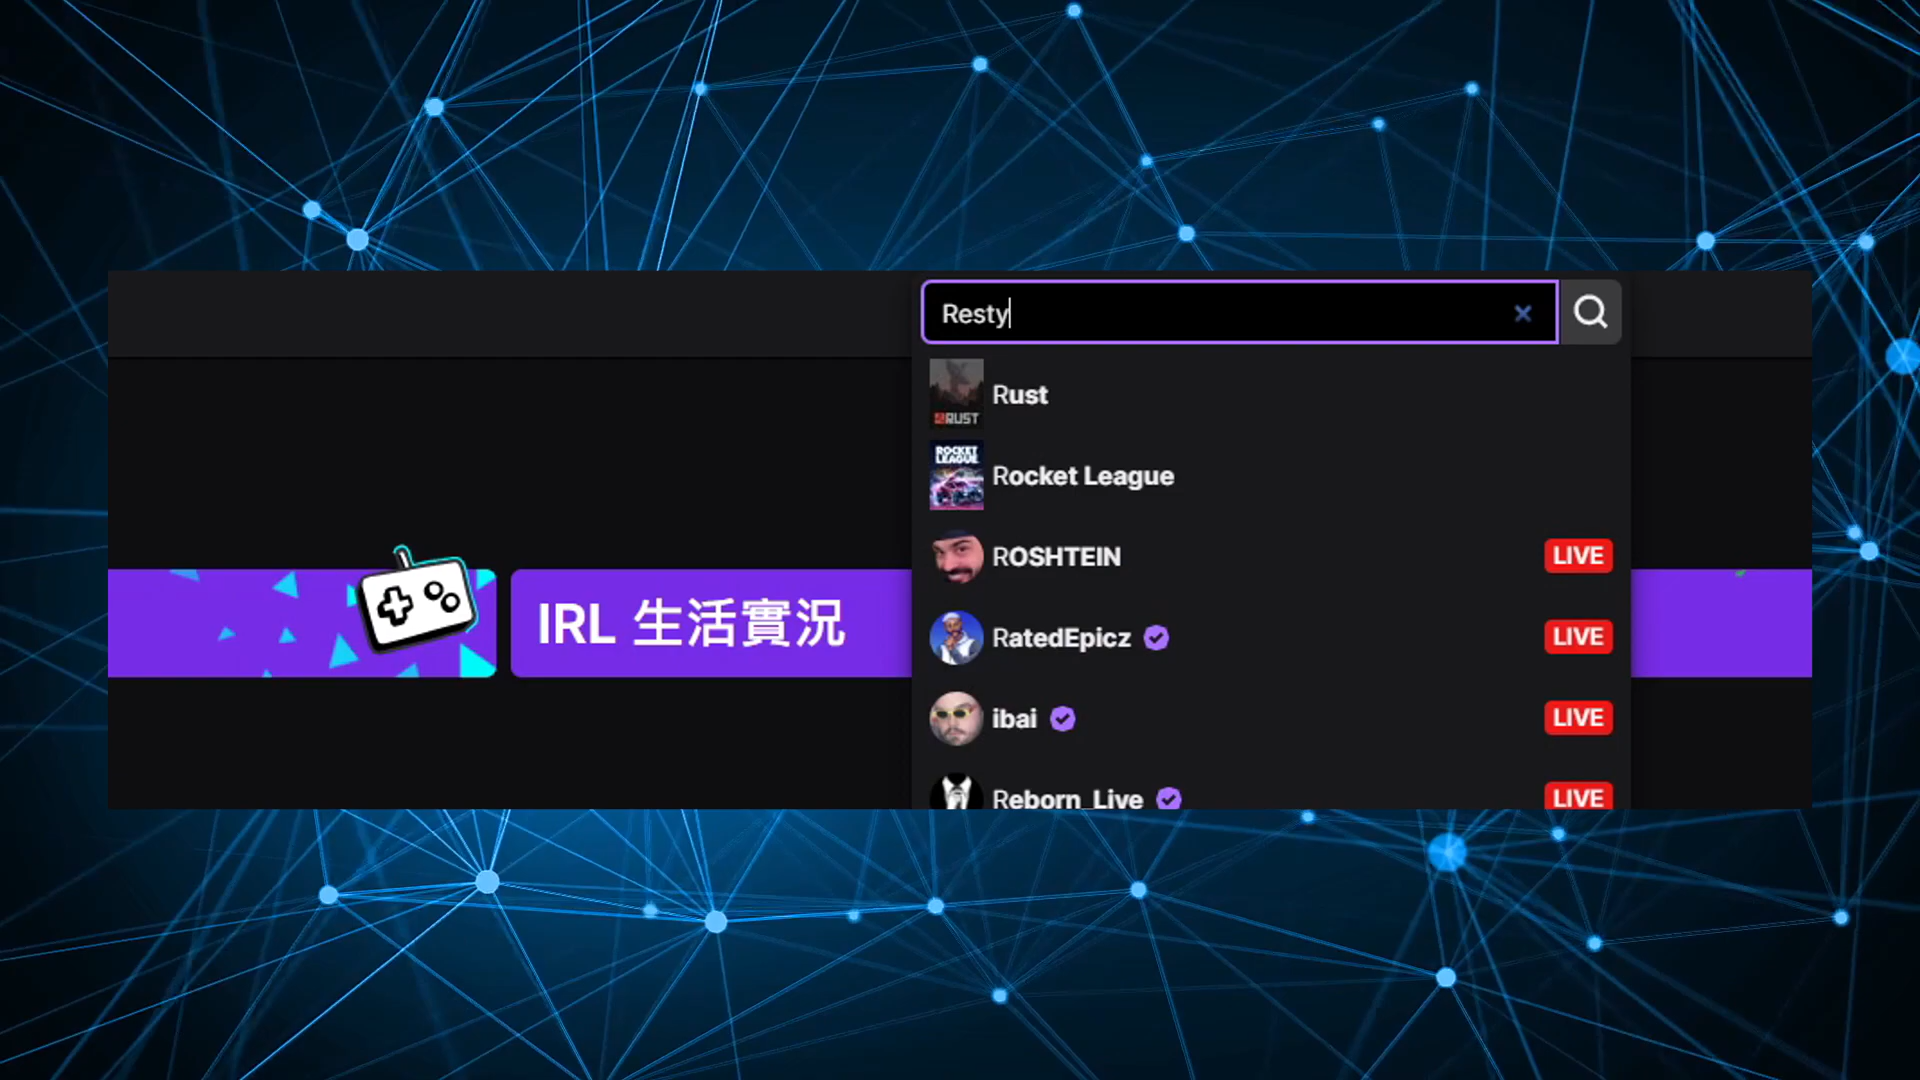 Resty
Rust
RUST
Rocket League
ROCKET
LEAGUE
ROSHTEIN
LIVE
IRL 生活實況
RatedEpicz
LIVE
ibai
LIVE
Reborn_Live
LIVE